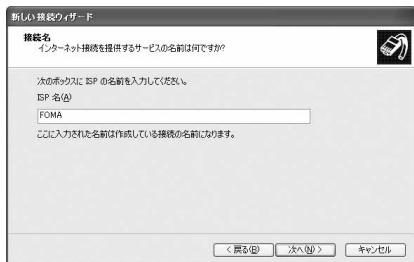 新しい接続ウィザード
接続名
インターネット接続を提供するサービスの名前は何ですか?
次のボックスに ISP の名前を入力してください。
ISP 名(A)
FOMA
ここに入力された名前は作成している接続の名前になります。
< 戻る(B) 次へ(N) > キャンセル